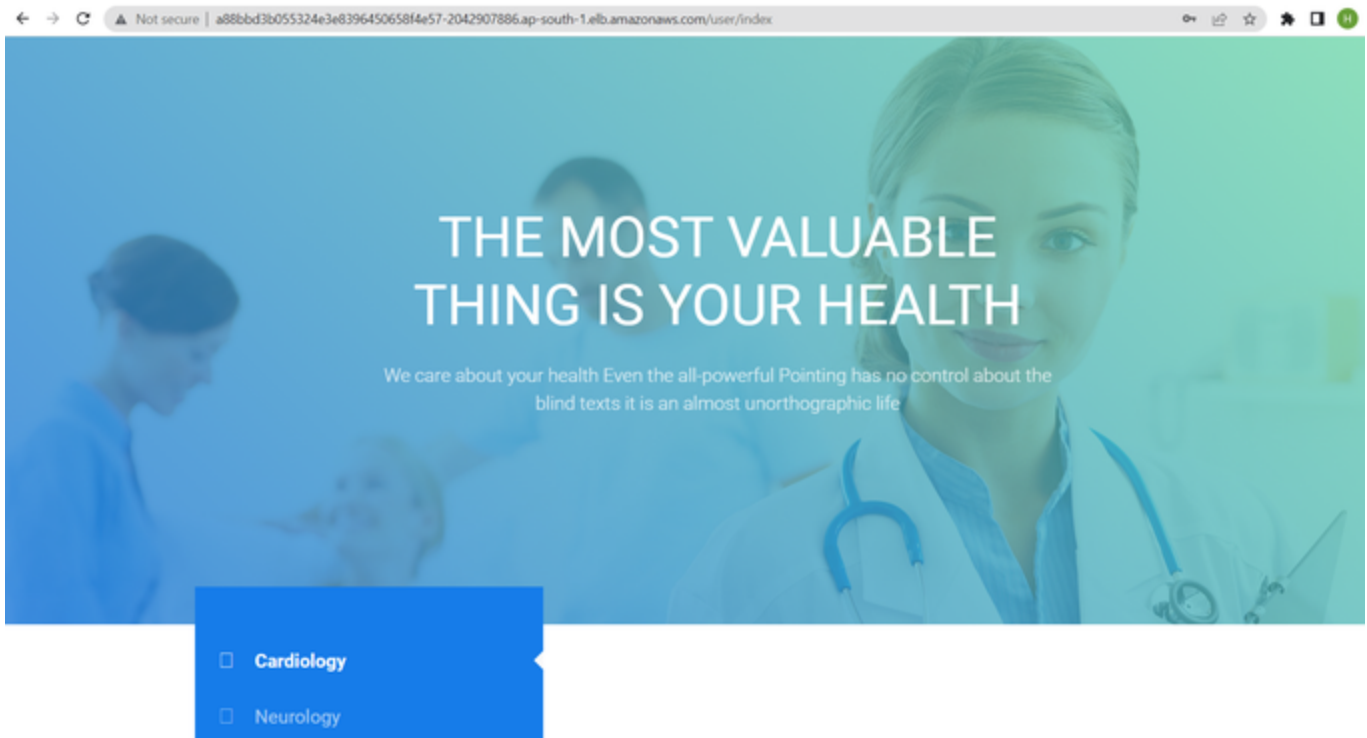 Not secure | a88bbd3b055324e3e8396450658f4e57-2042907886.ap-south-1.elb.amazonaws.com/user/index
H
THE MOST VALUABLE
THING IS YOUR HEALTH
We care about your health Even the all-powerful Pointing has no control about the
blind texts it is an almost unorthographic life
Cardiology
Neurology